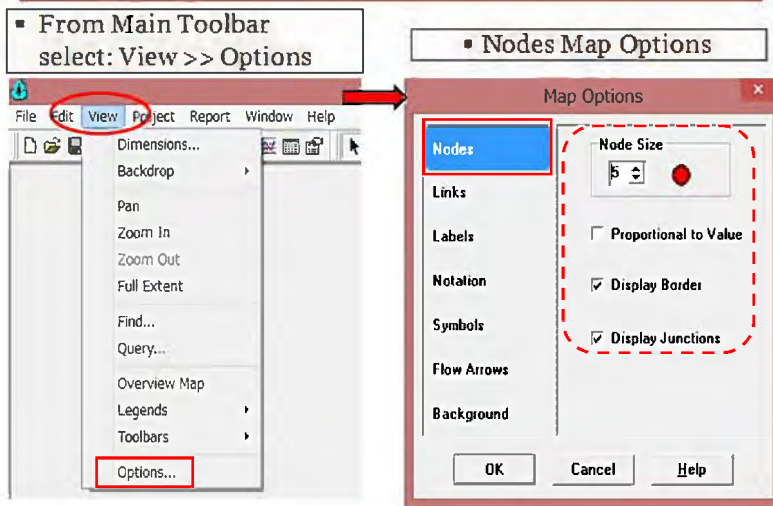 ▪ From Main Toolbar
select: View >> Options
▪ Nodes Map Options
File Edit View Project Report Window Help
Dimensions...
Backdrop
Pan
Zoom In
Zoom Out
Full Extent
Find...
Query...
Overview Map
Legends
Toolbars
Options...
Map Options
Nodes
Links
Labels
Notation
Symbols
Flow Arrows
Background
Node Size
5
Proportional to Value
Display Border
Display Junctions
OK Cancel Help